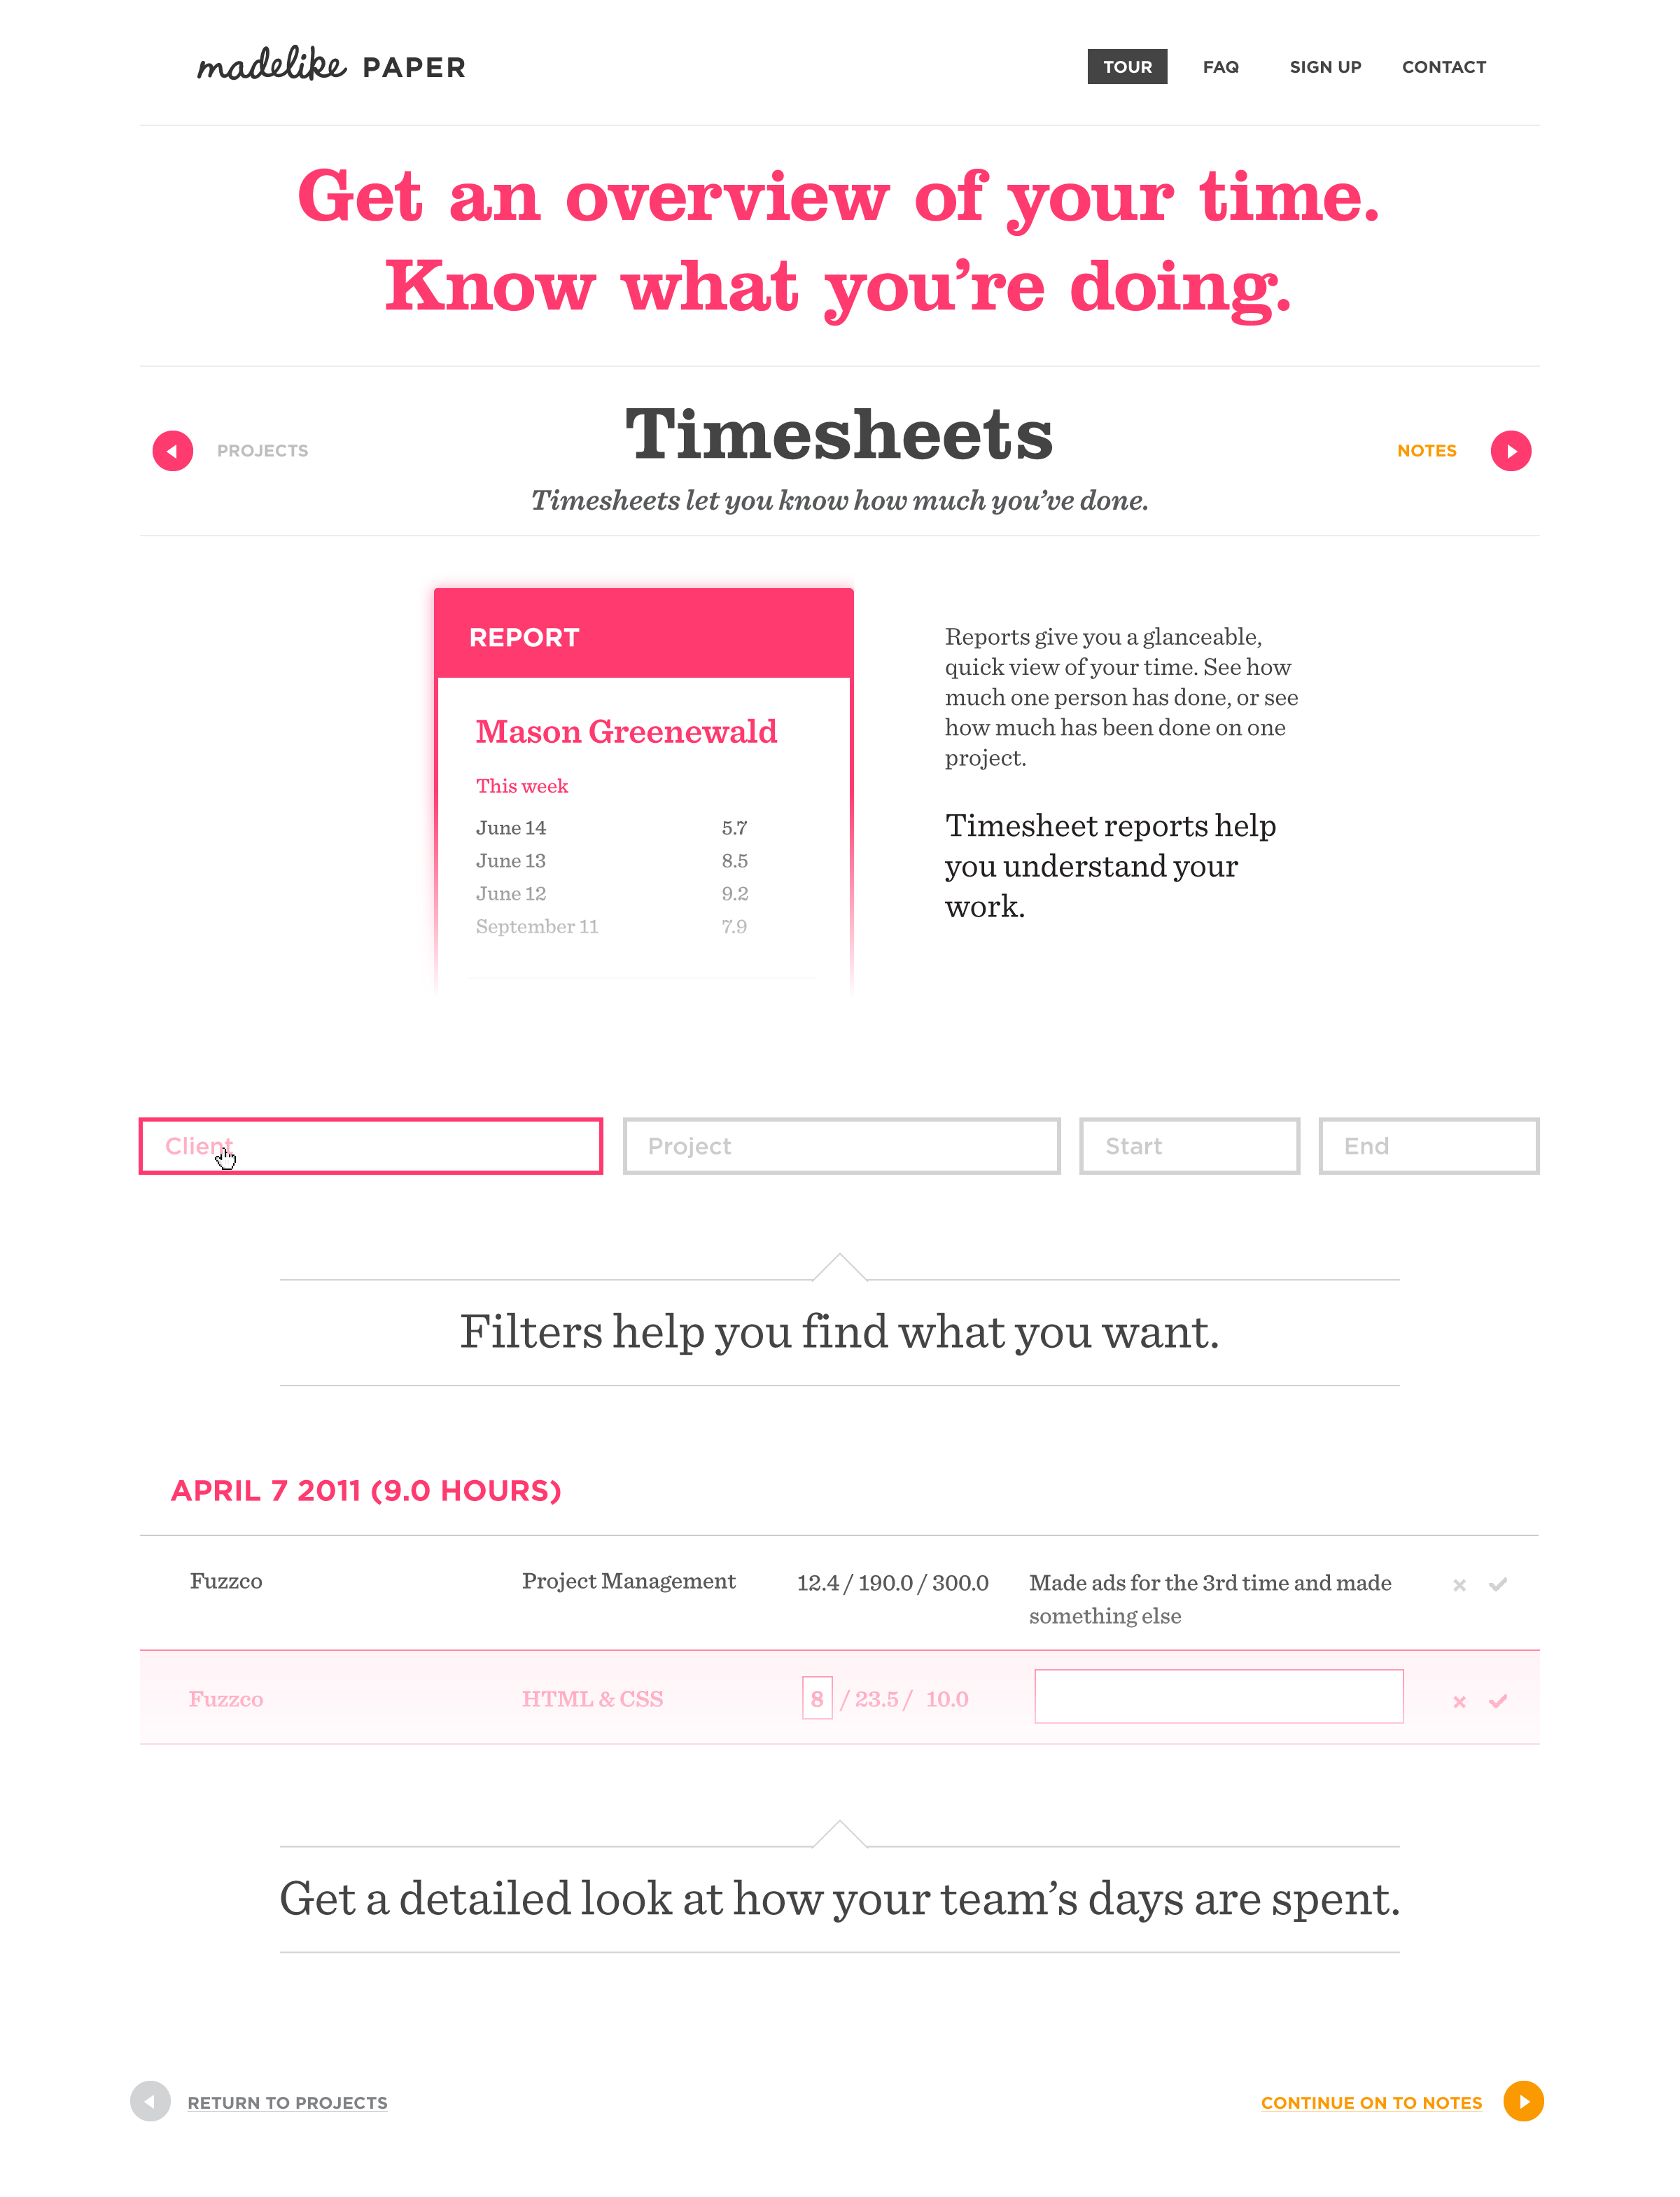 madelike PAPER
TOUR FAQ SIGN UP CONTACT
Get an overview of your time.
Know what you’re doing.
PROJECTS
Timesheets
NOTES
Timesheets let you know how much you’ve done.
REPORT
Mason Greenewald
This week
June 14 5.7
June 13 8.5
June 12 9.2
September 11 7.9
Reports give you a glanceable,
quick view of your time. See how
much one person has done, or see
how much has been done on one
project.
Timesheet reports help
you understand your
work.
Client Project Start End
Filters help you find what you want.
APRIL 7 2011 (9.0 HOURS)
Fuzzco Project Management 12.4 / 190.0 / 300.0 Made ads for the 3rd time and made
something else
Fuzzco HTML & CSS 8 / 23.5 / 10.0
Get a detailed look at how your team’s days are spent.
RETURN TO PROJECTS CONTINUE ON TO NOTES